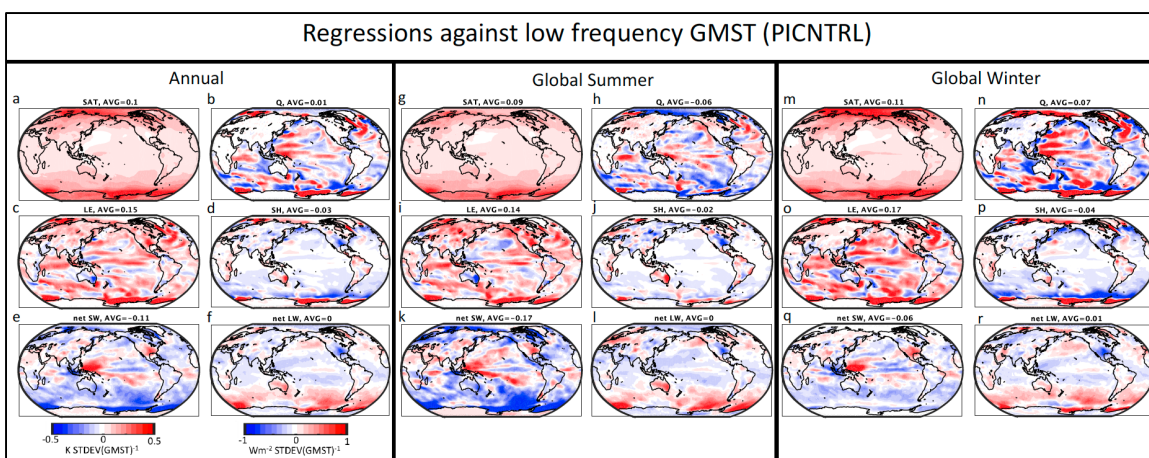 Regressions against low frequency GMST (PICNTRL)
Annual
Global Summer
Global Winter
a
SAT, AVG=0.1
b
Q, AVG=0.01
g
SAT, AVG=0.09
h
Q, AVG=-0.06
m
SAT, AVG=0.11
n
Q, AVG=0.07
c
LE, AVG=0.15
d
SH, AVG=-0.03
i
LE, AVG=0.14
j
SH, AVG=-0.02
o
LE, AVG=0.17
p
SH, AVG=-0.04
e
net SW, AVG=-0.11
f
net LW, AVG=0
k
net SW, AVG=-0.17
l
net LW, AVG=0
q
net SW, AVG=-0.06
r
net LW, AVG=0.01
-0.5 0 0.5
K STDEV(GMST)⁻¹
-1 0 1
Wm⁻² STDEV(GMST)⁻¹